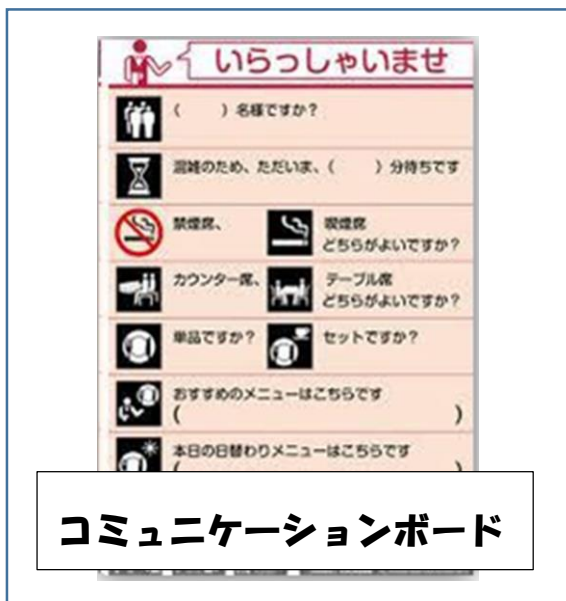 いらっしゃいませ
(　　)名様ですか?
混雑のため、ただいま、(　　)分待ちです
禁煙席、 喫煙席
どちらがよいですか?
カウンター席、 テーブル席
どちらがよいですか?
単品ですか? セットですか?
おすすめのメニューはこちらです
(　　　　　　　　)
本日の日替わりメニューはこちらです
(　　　　　　　　)
コミュニケーションボード